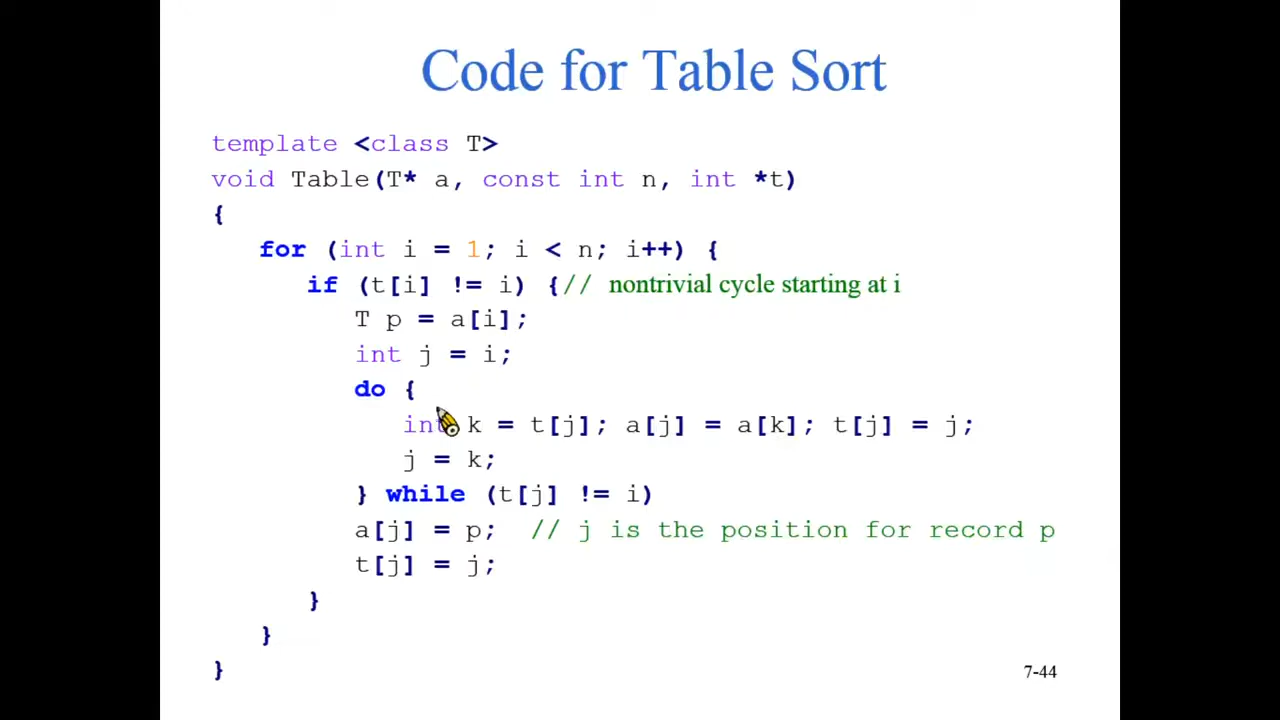 Code for Table Sort
template <class T>
void Table(T* a, const int n, int *t)
{
for (int i = 1; i < n; i++) {
if (t[i] != i) {// nontrivial cycle starting at i
T p = a[i];
int j = i;
do {
int k = t[j]; a[j] = a[k]; t[j] = j;
j = k;
} while (t[j] != i)
a[j] = p; // j is the position for record p
t[j] = j;
}
}
}
7-44